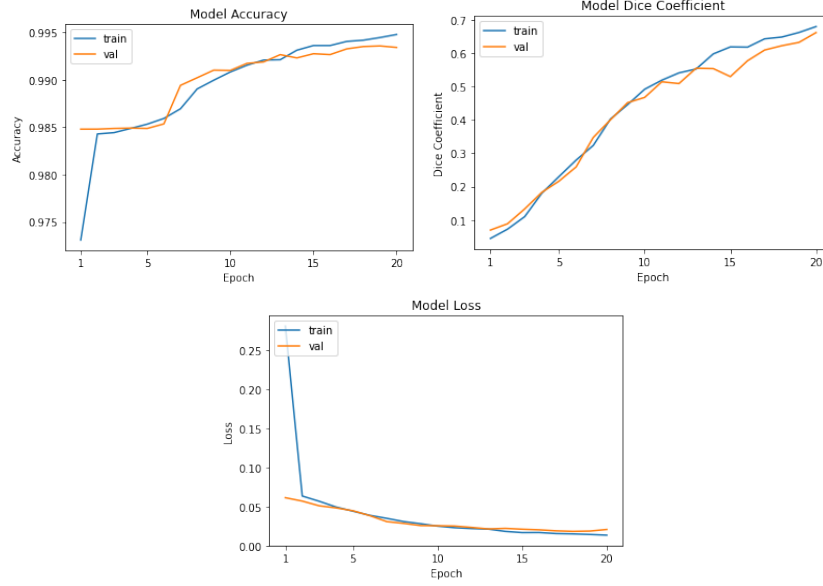 Model Accuracy
train
val
0.995
0.990
0.985
0.980
0.975
Accuracy
1 5 10 15 20
Epoch
Model Dice Coefficient
train
val
0.7
0.6
0.5
0.4
0.3
0.2
0.1
Dice Coefficient
1 5 10 15 20
Epoch
Model Loss
train
val
0.25
0.20
0.15
0.10
0.05
0.00
Loss
1 5 10 15 20
Epoch